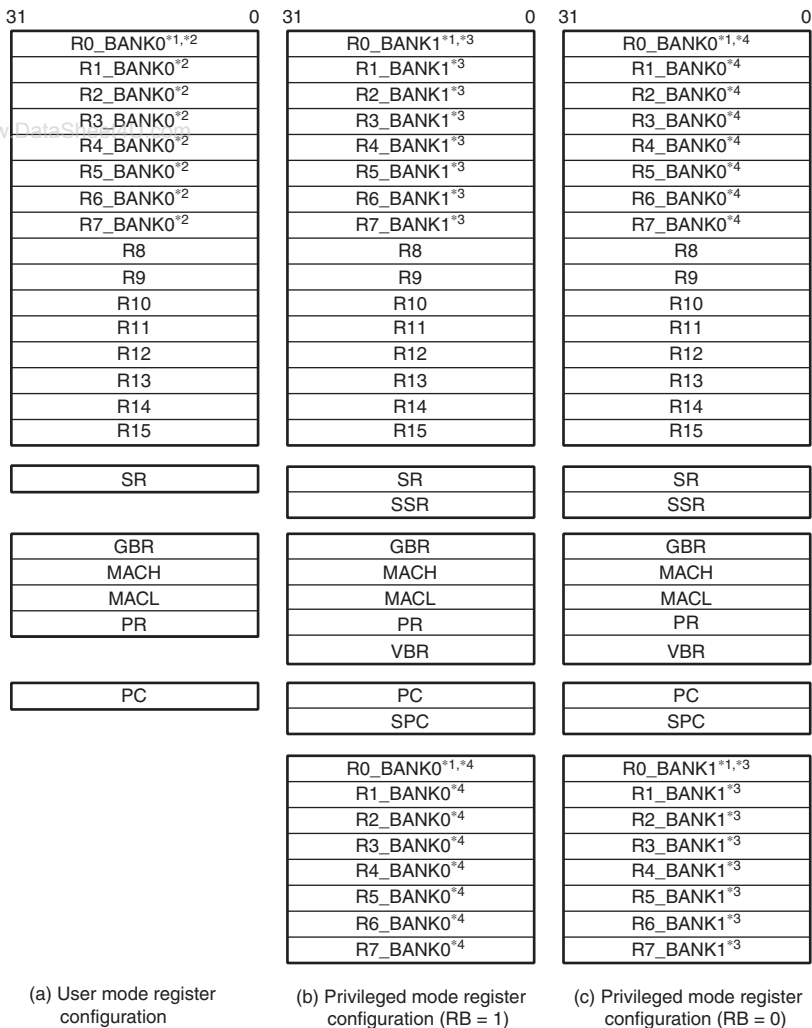 31 0
R0_BANK0*1,*2
R1_BANK0*2
R2_BANK0*2
R3_BANK0*2
R4_BANK0*2
R5_BANK0*2
R6_BANK0*2
R7_BANK0*2
R8
R9
R10
R11
R12
R13
R14
R15
SR
GBR
MACH
MACL
PR
PC
(a) User mode register
configuration
31 0
R0_BANK1*1,*3
R1_BANK1*3
R2_BANK1*3
R3_BANK1*3
R4_BANK1*3
R5_BANK1*3
R6_BANK1*3
R7_BANK1*3
R8
R9
R10
R11
R12
R13
R14
R15
SR
SSR
GBR
MACH
MACL
PR
VBR
PC
SPC
R0_BANK0*1,*4
R1_BANK0*4
R2_BANK0*4
R3_BANK0*4
R4_BANK0*4
R5_BANK0*4
R6_BANK0*4
R7_BANK0*4
(b) Privileged mode register
configuration (RB = 1)
31 0
R0_BANK0*1,*4
R1_BANK0*4
R2_BANK0*4
R3_BANK0*4
R4_BANK0*4
R5_BANK0*4
R6_BANK0*4
R7_BANK0*4
R8
R9
R10
R11
R12
R13
R14
R15
SR
SSR
GBR
MACH
MACL
PR
VBR
PC
SPC
R0_BANK1*1,*3
R1_BANK1*3
R2_BANK1*3
R3_BANK1*3
R4_BANK1*3
R5_BANK1*3
R6_BANK1*3
R7_BANK1*3
(c) Privileged mode register
configuration (RB = 0)